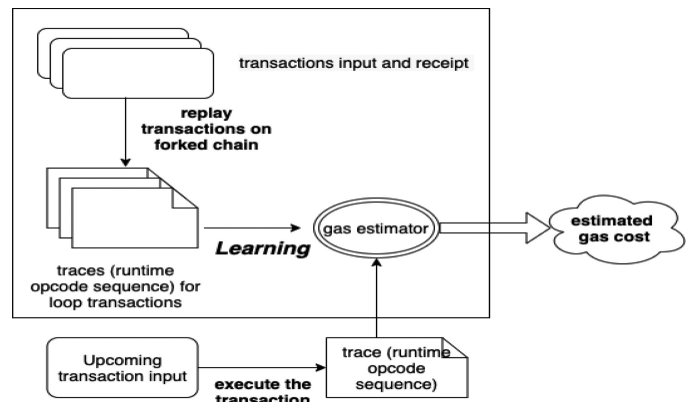 transactions input and receipt
replay
transactions on
forked chain
estimated
gas cost
gas estimator
Learning
traces (runtime
opcode sequence) for
loop transactions
Upcoming
transaction input
execute the
transaction
trace (runtime
opcode
sequence)